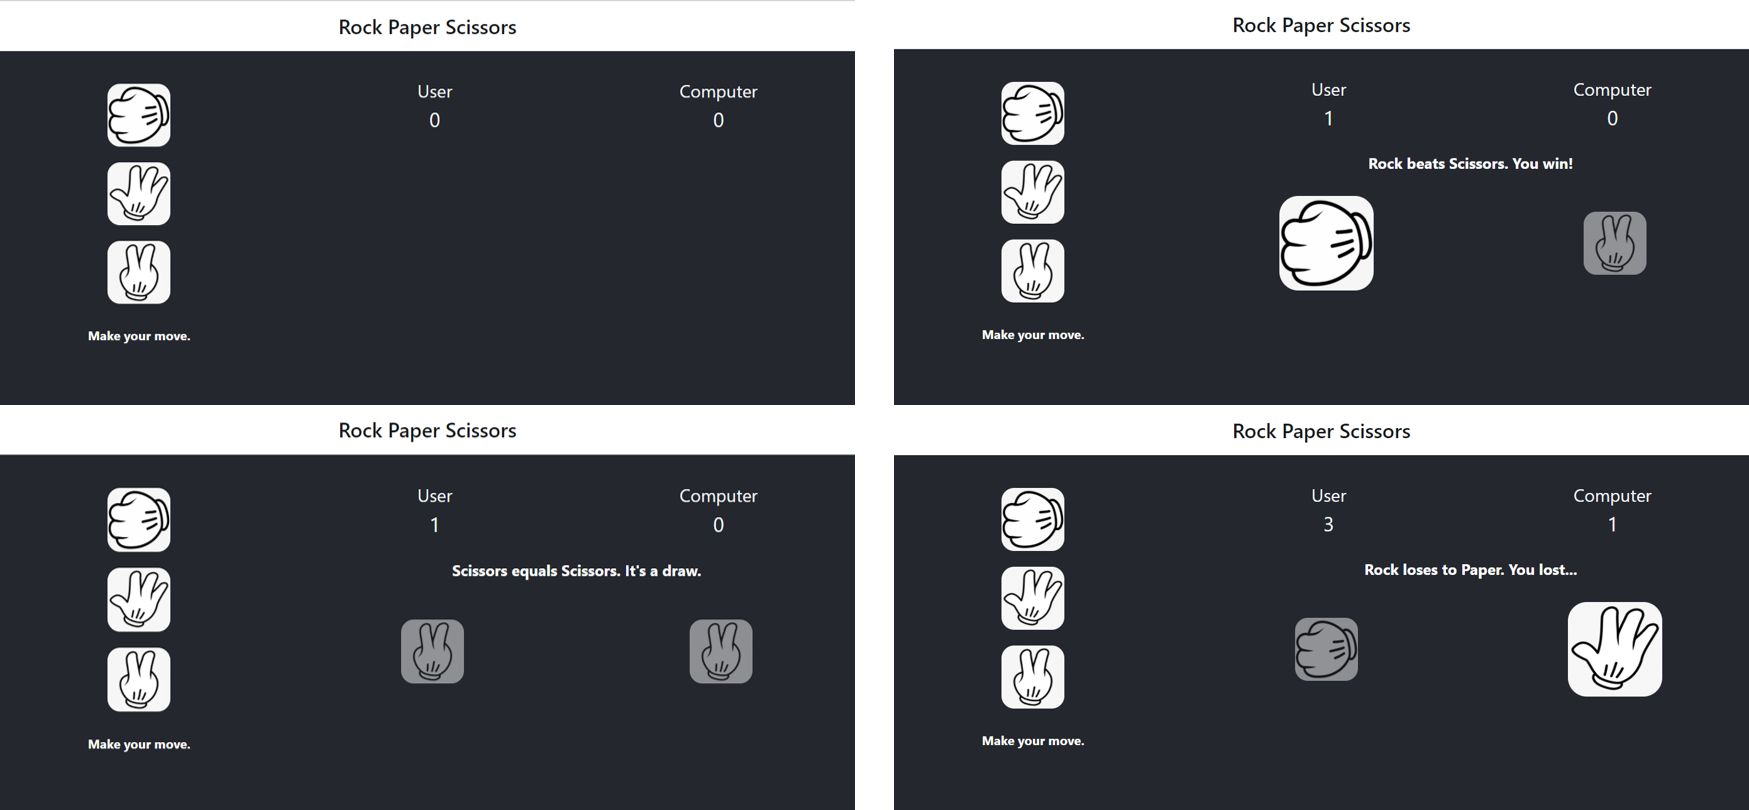 Rock Paper Scissors
User Computer
0 0
Make your move.
Rock Paper Scissors
User Computer
1 0
Rock beats Scissors. You win!
Make your move.
Rock Paper Scissors
User Computer
1 0
Scissors equals Scissors. It's a draw.
Make your move.
Rock Paper Scissors
User Computer
3 1
Rock loses to Paper. You lost...
Make your move.